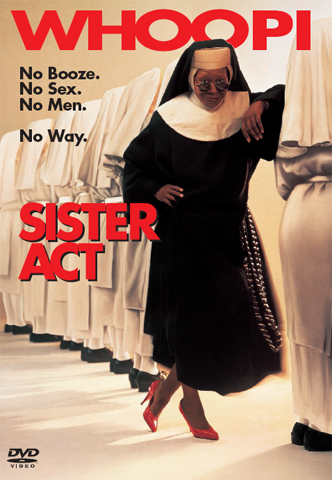 WHOOPI
No Booze.
No Sex.
No Men.
No Way.
SISTER
ACT
DVD
VIDEO